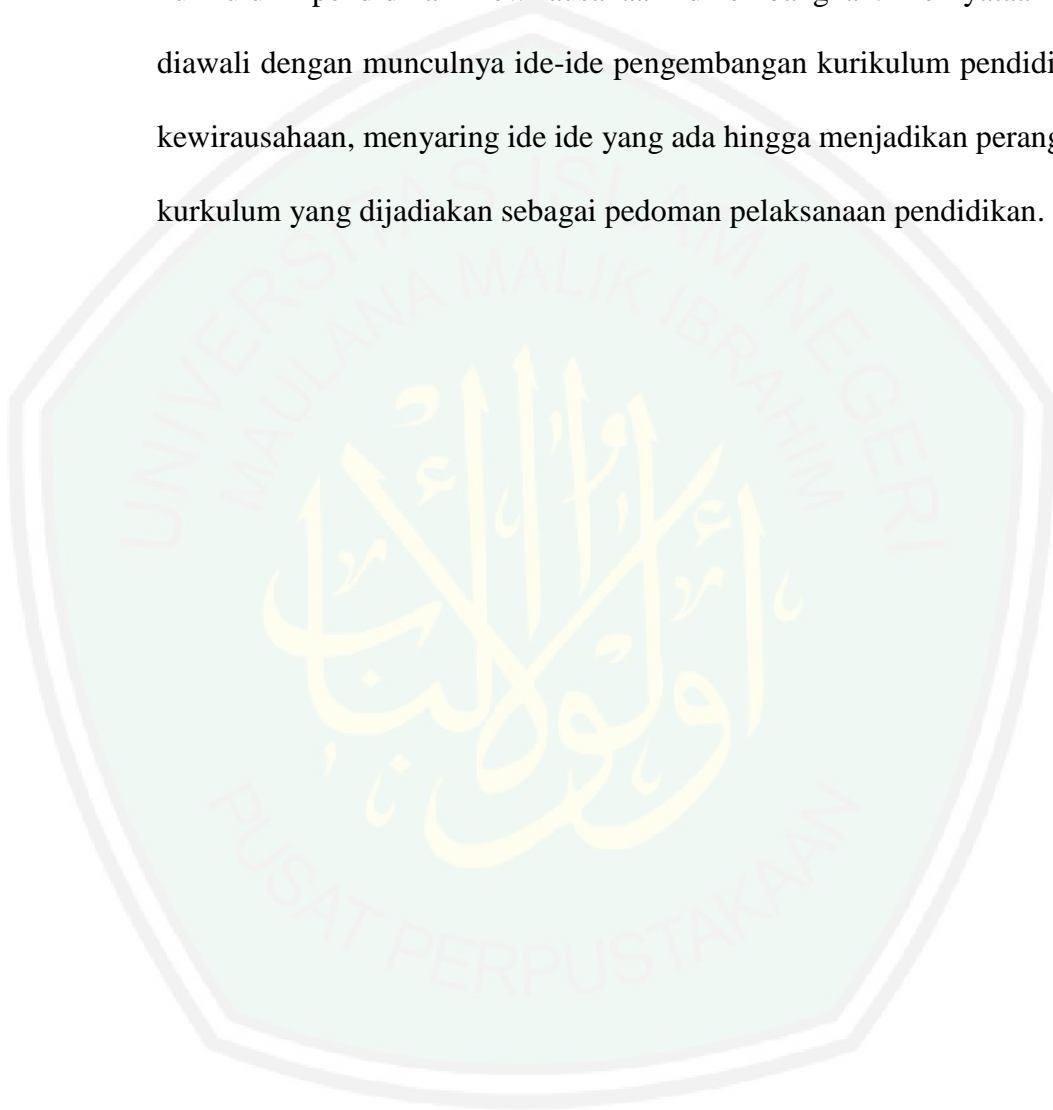 diawali dengan munculnya ide-ide pengembangan kurikulum pendidi
kewirausahaan, menyaring ide ide yang ada hingga menjadikan perang
kurkulum yang dijadiakan sebagai pedoman pelaksanaan pendidikan.
UNIVERSITAS ISLAM NEGERI
MAULANA MALIK IBRAHIM
PUSAT PERPUSTAKAAN